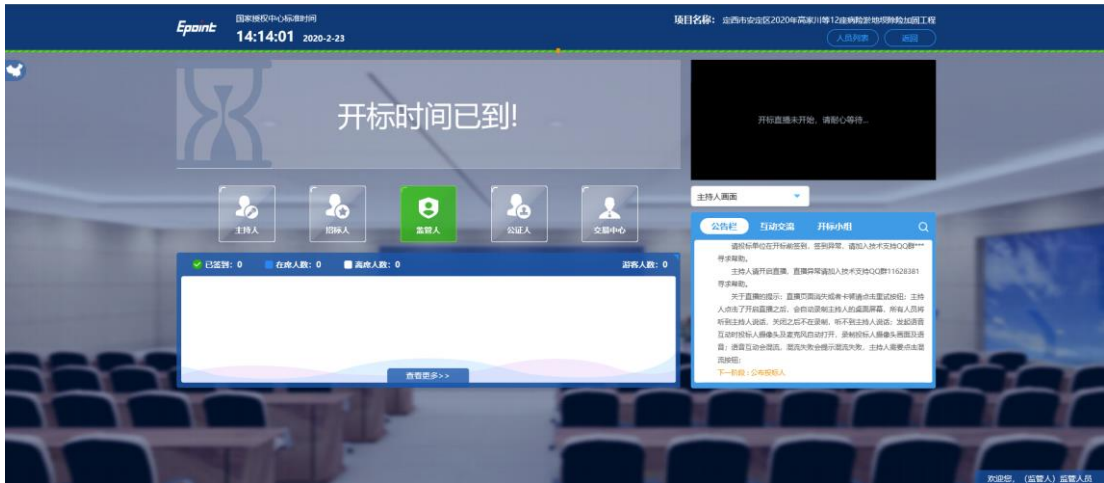 Epoint
国家授权中心标准时间
14:14:01 2020-2-23
项目名称： 定西市安定区2020年高家川等12座病险淤地坝除险加固工程
人员列表 返回
开标时间已到!
开标直播未开始，请耐心等待...
主持人 招标人 监管人 公证人 交易中心
主持人画面
公告栏 互动交流 开标小组
已签到: 0 在席人数: 0 离席人数: 0 游客人数: 0
请投标单位在开标前签到，签到异常，请加入技术支持QQ群***
寻求帮助。
主持人请开启直播，直播异常请加入技术支持QQ群11628381
寻求帮助。
关于直播的提示：直播页面消失或者卡顿请点击重试按钮；主持
人点击了开启直播之后，会自动录制主持人的桌面屏幕，所有人员将
听到主持人说话，关闭之后不在录制，听不到主持人说话；发起语音
互动时投标人摄像头及麦克风自动打开，录制投标人摄像头画面及语
音；语音互动会混流，混流失败会提示混流失败，主持人需要点击混
流按钮；
下一阶段：公布投标人
查看更多>>
欢迎您，（监管人）监管人员